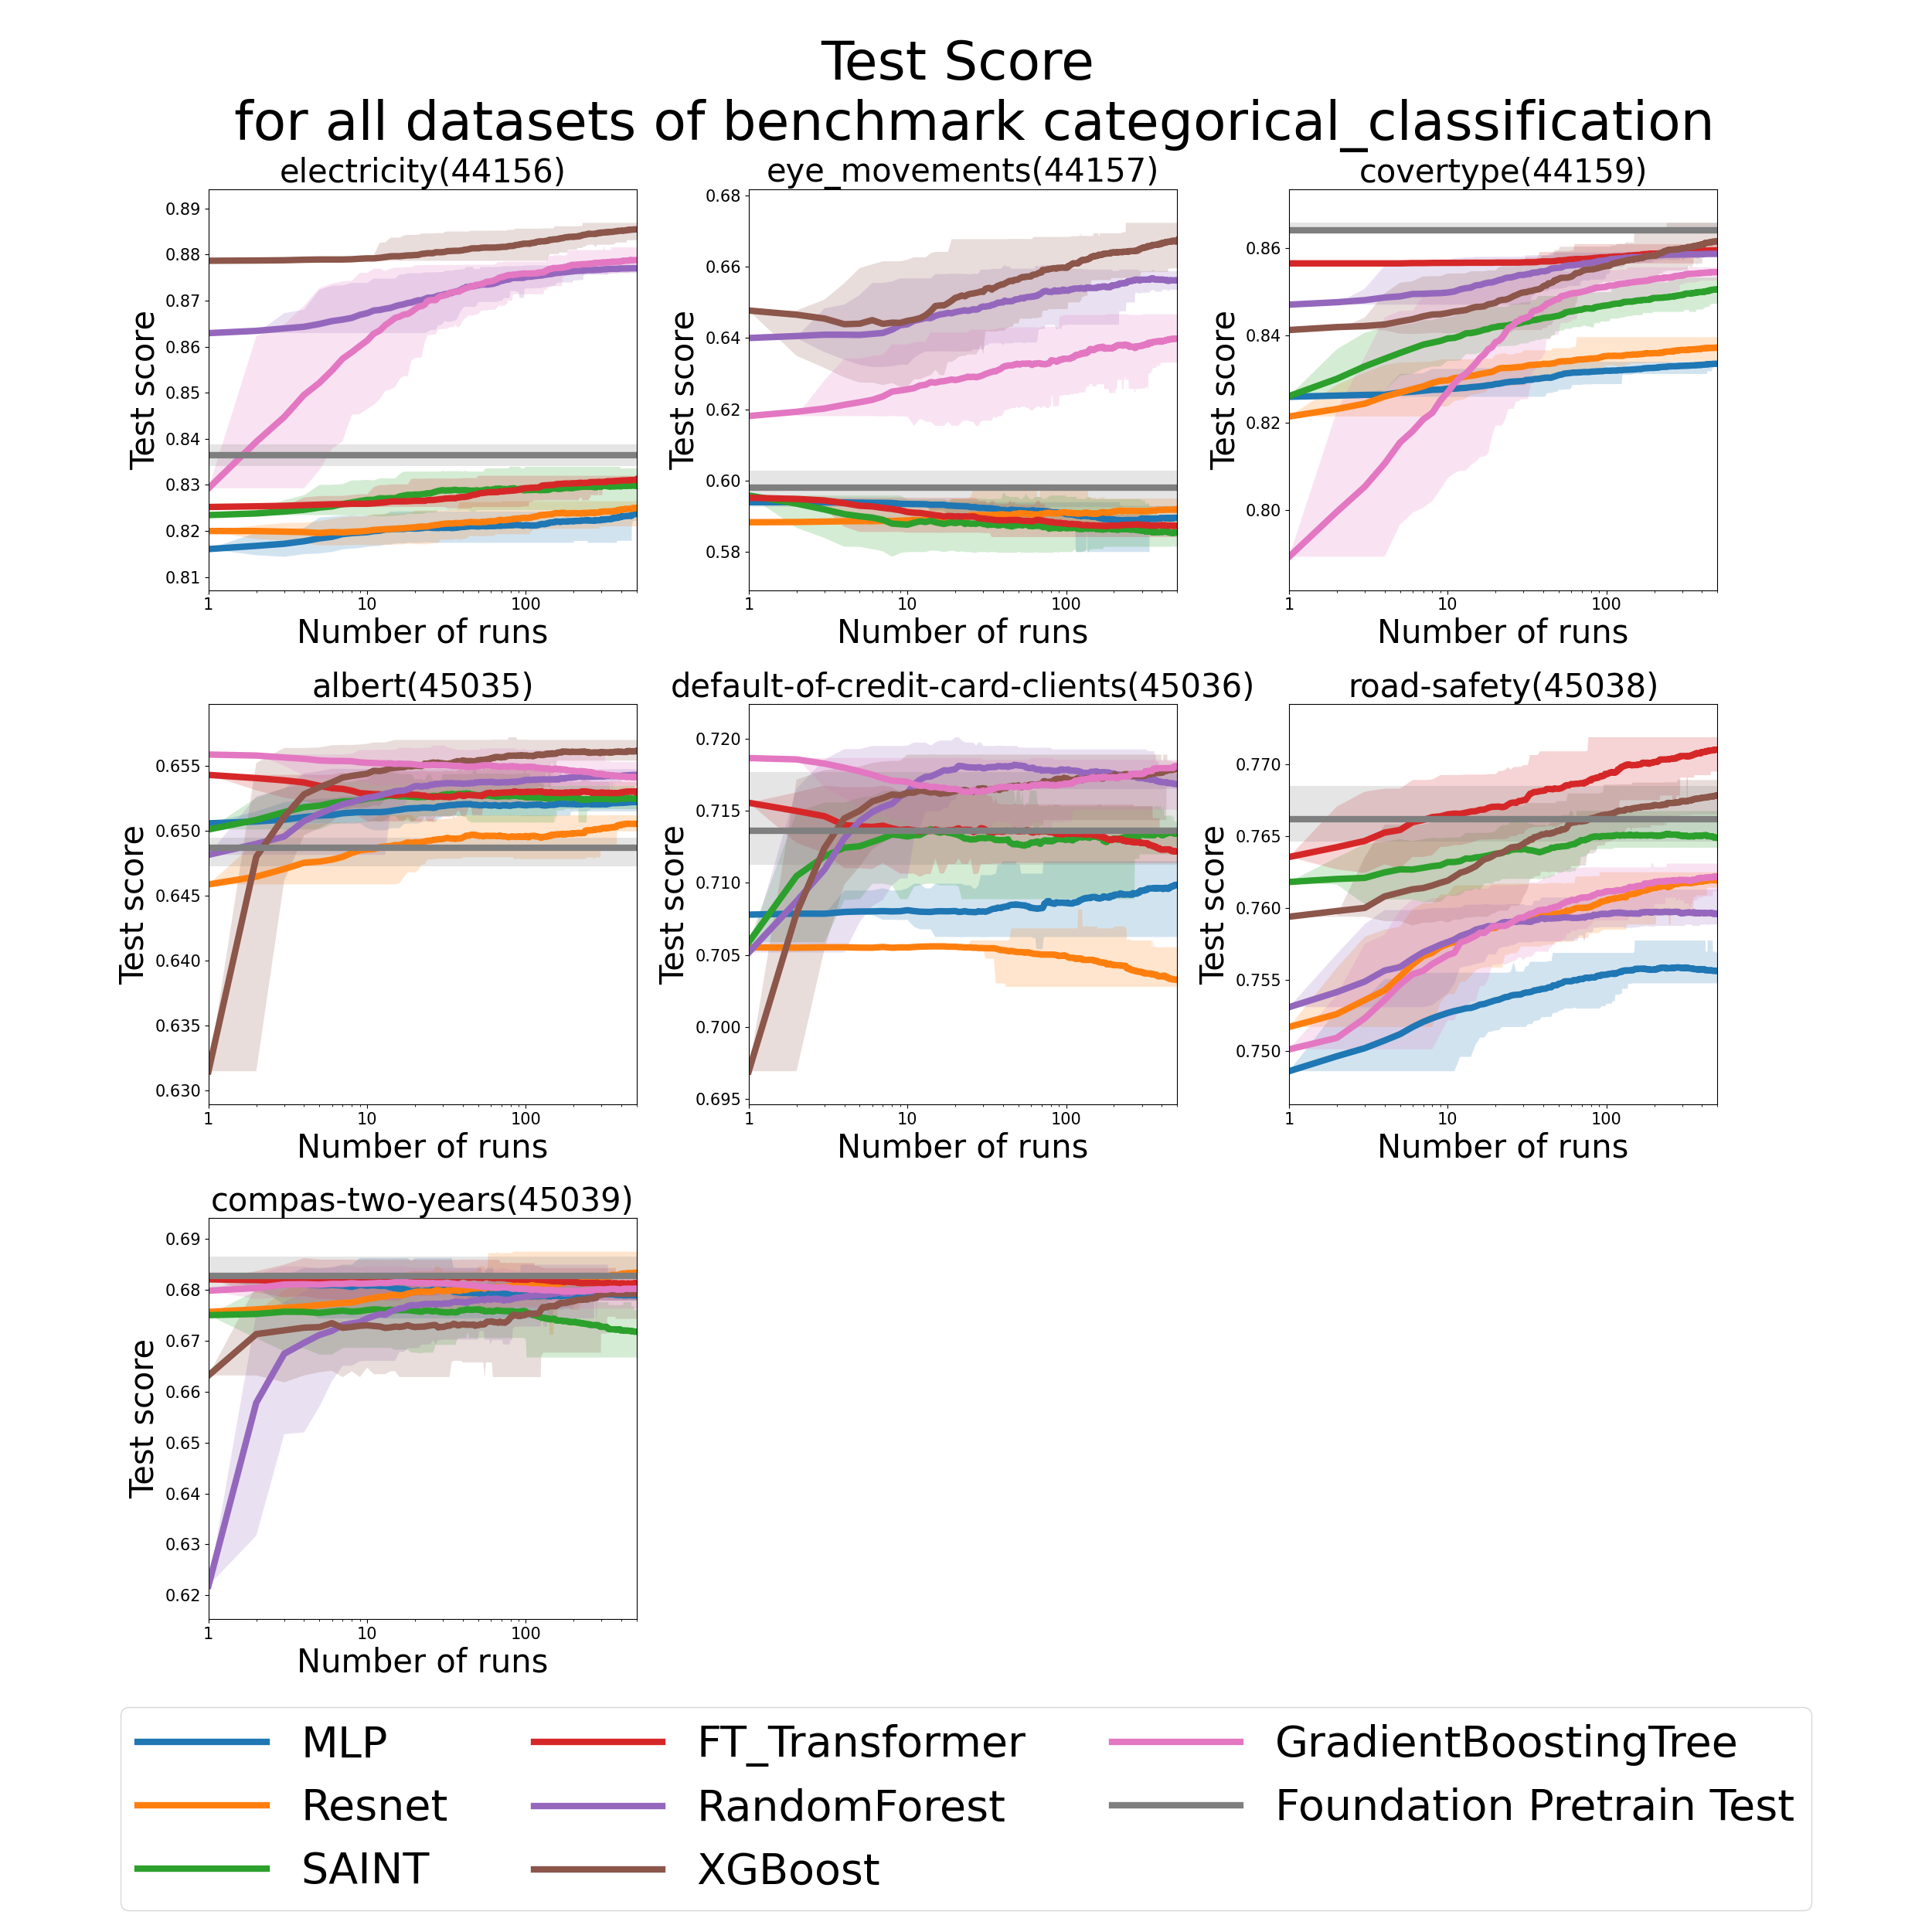 Test Score
for all datasets of benchmark categorical_classification
electricity(44156)
eye_movements(44157)
covertype(44159)
0.89
0.88
0.87
0.86
0.85
0.84
0.83
0.82
0.81
Test score
1
10
100
Number of runs
0.68
0.66
0.64
0.62
0.60
0.58
Test score
1
10
100
Number of runs
0.86
0.84
0.82
0.80
Test score
1
10
100
Number of runs
albert(45035)
default-of-credit-card-clients(45036)
road-safety(45038)
0.655
0.650
0.645
0.640
0.635
0.630
Test score
1
10
100
Number of runs
0.720
0.715
0.710
0.705
0.700
0.695
Test score
1
10
100
Number of runs
0.770
0.765
0.760
0.755
0.750
Test score
1
10
100
Number of runs
compas-two-years(45039)
0.69
0.68
0.67
0.66
0.65
0.64
0.63
0.62
Test score
1
10
100
Number of runs
MLP
Resnet
SAINT
FT_Transformer
RandomForest
XGBoost
GradientBoostingTree
Foundation Pretrain Test